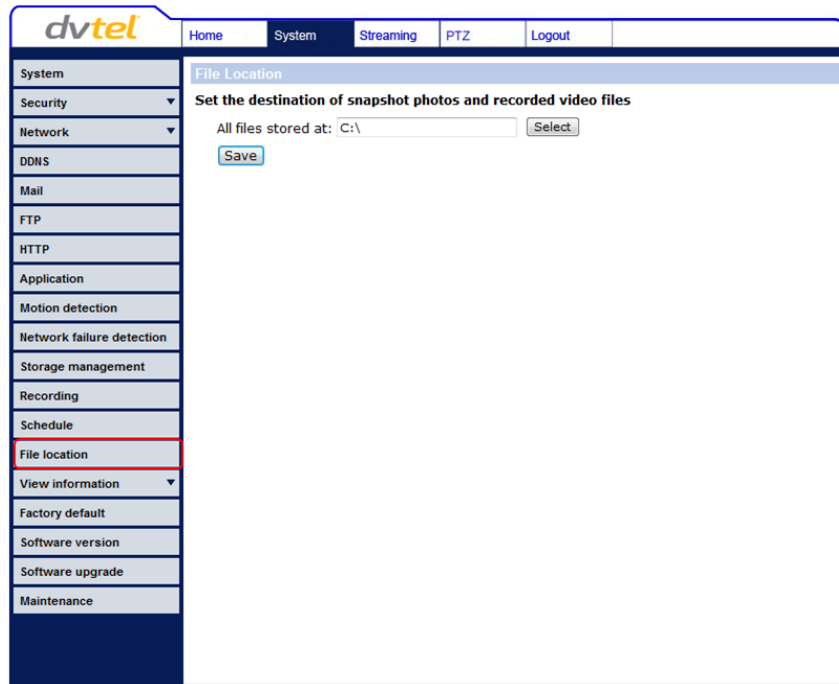 dvtel
Home System Streaming PTZ Logout
System
Security
Network
DDNS
Mail
FTP
HTTP
Application
Motion detection
Network failure detection
Storage management
Recording
Schedule
File location
View information
Factory default
Software version
Software upgrade
Maintenance
File Location
Set the destination of snapshot photos and recorded video files
All files stored at: C:\ Select
Save